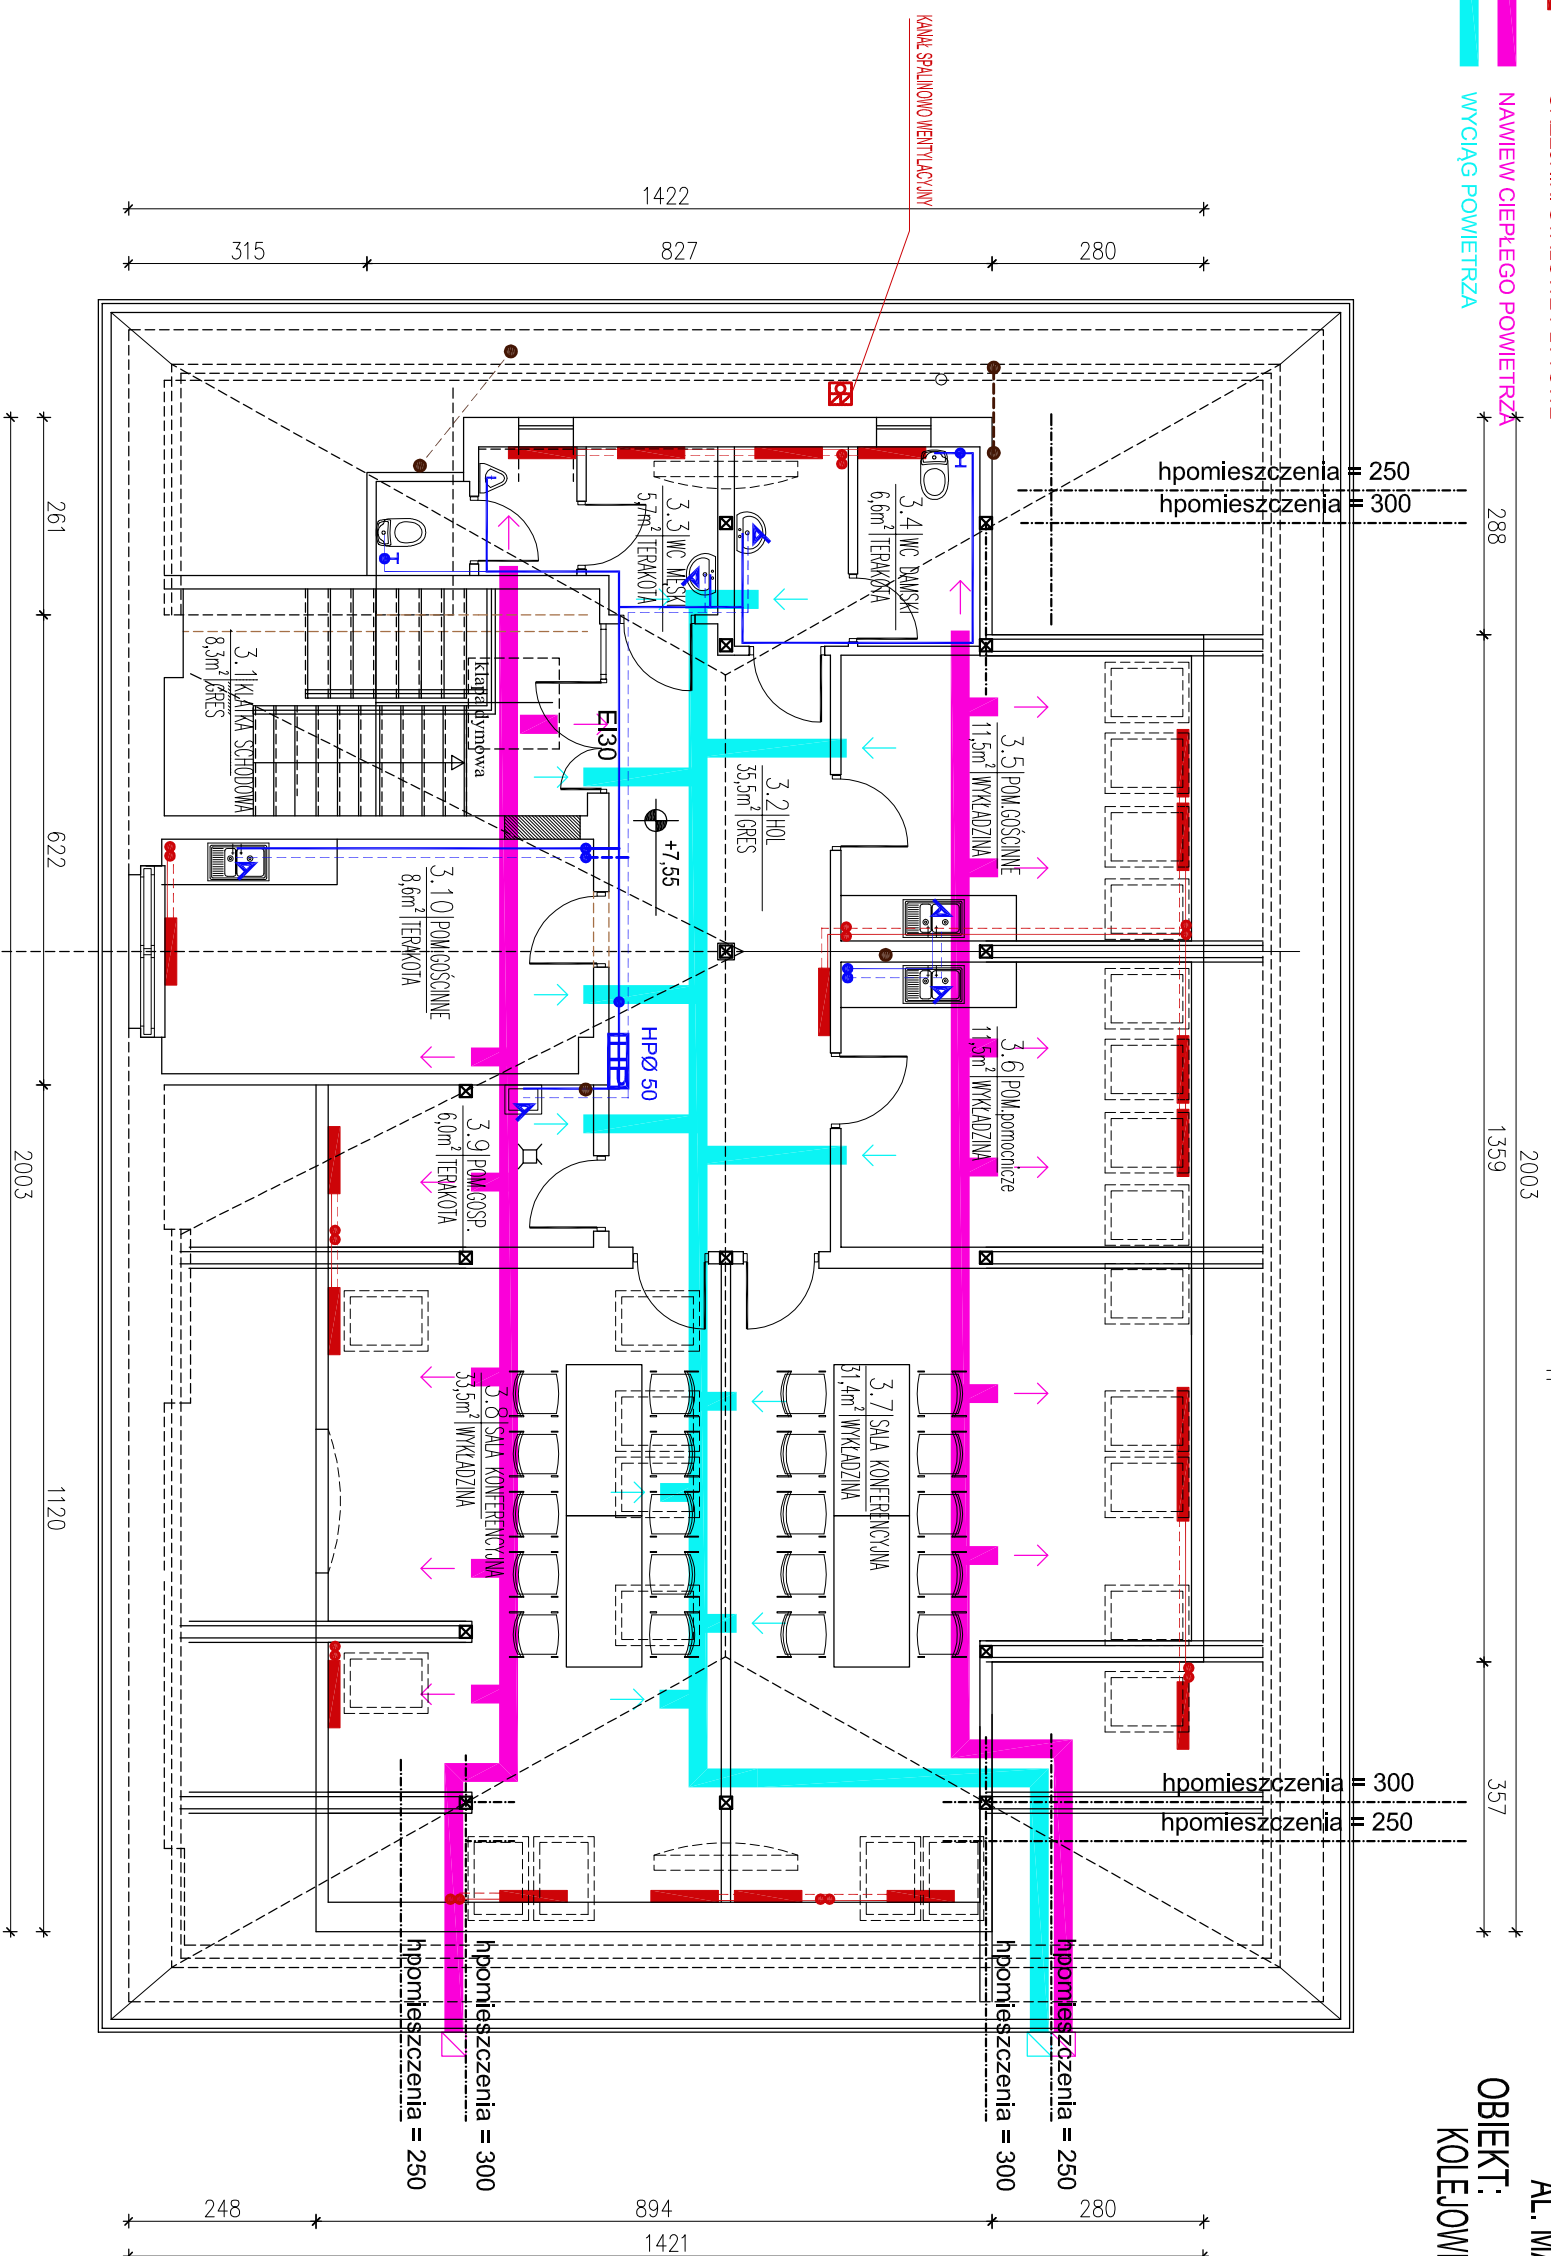 NAWIEW CIEPŁEGO POWIETRZA
WYCIĄG POWIETRZA
KANAŁ SPALINOWO WENTYLACYJNY
1422
315
827
280
hpomieszczenia = 250
hpomieszczenia = 300
288
2003
1359
357
261
622
1120
2003
3.4 WC DAMSKI
6,6m² TERAKOTA
3.3 WC MĘSKI
5,7m² TERAKOTA
3.1 KLATKA SCHODOWA
8,3m² GRES
klapa dymowa
EI30
3.2 HOL
35,5m² GRES
+7,55
3.5 POM.GOŚCINNE
11,5m² WYKŁADZINA
3.6 POM.pomocnicze
11,5m² WYKŁADZINA
3.10 POM.GOŚCINNE
8,6m² TERAKOTA
HPØ 50
3.9 POM.GOSP.
6,0m² TERAKOTA
3.7 SALA KONFERENCYJNA
31,4m² WYKŁADZINA
3.8 SALA KONFERENCYJNA
33,5m² WYKŁADZINA
hpomieszczenia = 300
hpomieszczenia = 250
hpomieszczenia = 250
hpomieszczenia = 300
hpomieszczenia = 300
hpomieszczenia = 250
248
894
280
1421
AL. MA
OBIEKT:
KOLEJOW